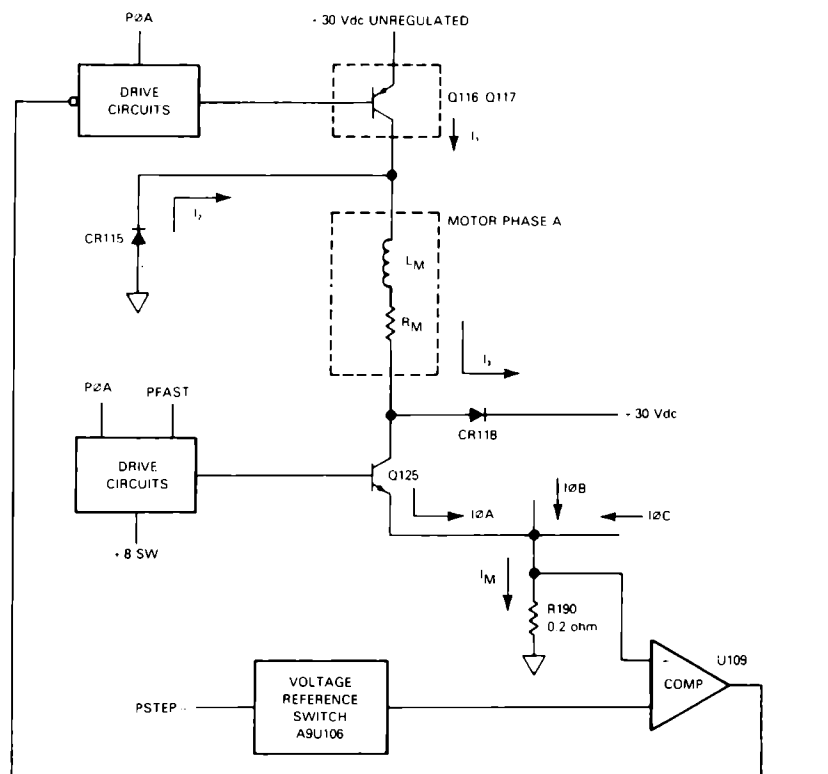 PØA
- 30 Vdc UNREGULATED
DRIVE
CIRCUITS
Q116 Q117
I₁
I₂
CR115
MOTOR PHASE A
LM
RM
I₃
PØA
PFAST
- 30 Vdc
CR118
DRIVE
CIRCUITS
Q125
IØB
IØA
IØC
+8 SW
IM
R190
0.2 ohm
U109
-
COMP
VOLTAGE
REFERENCE
SWITCH
A9U106
PSTEP